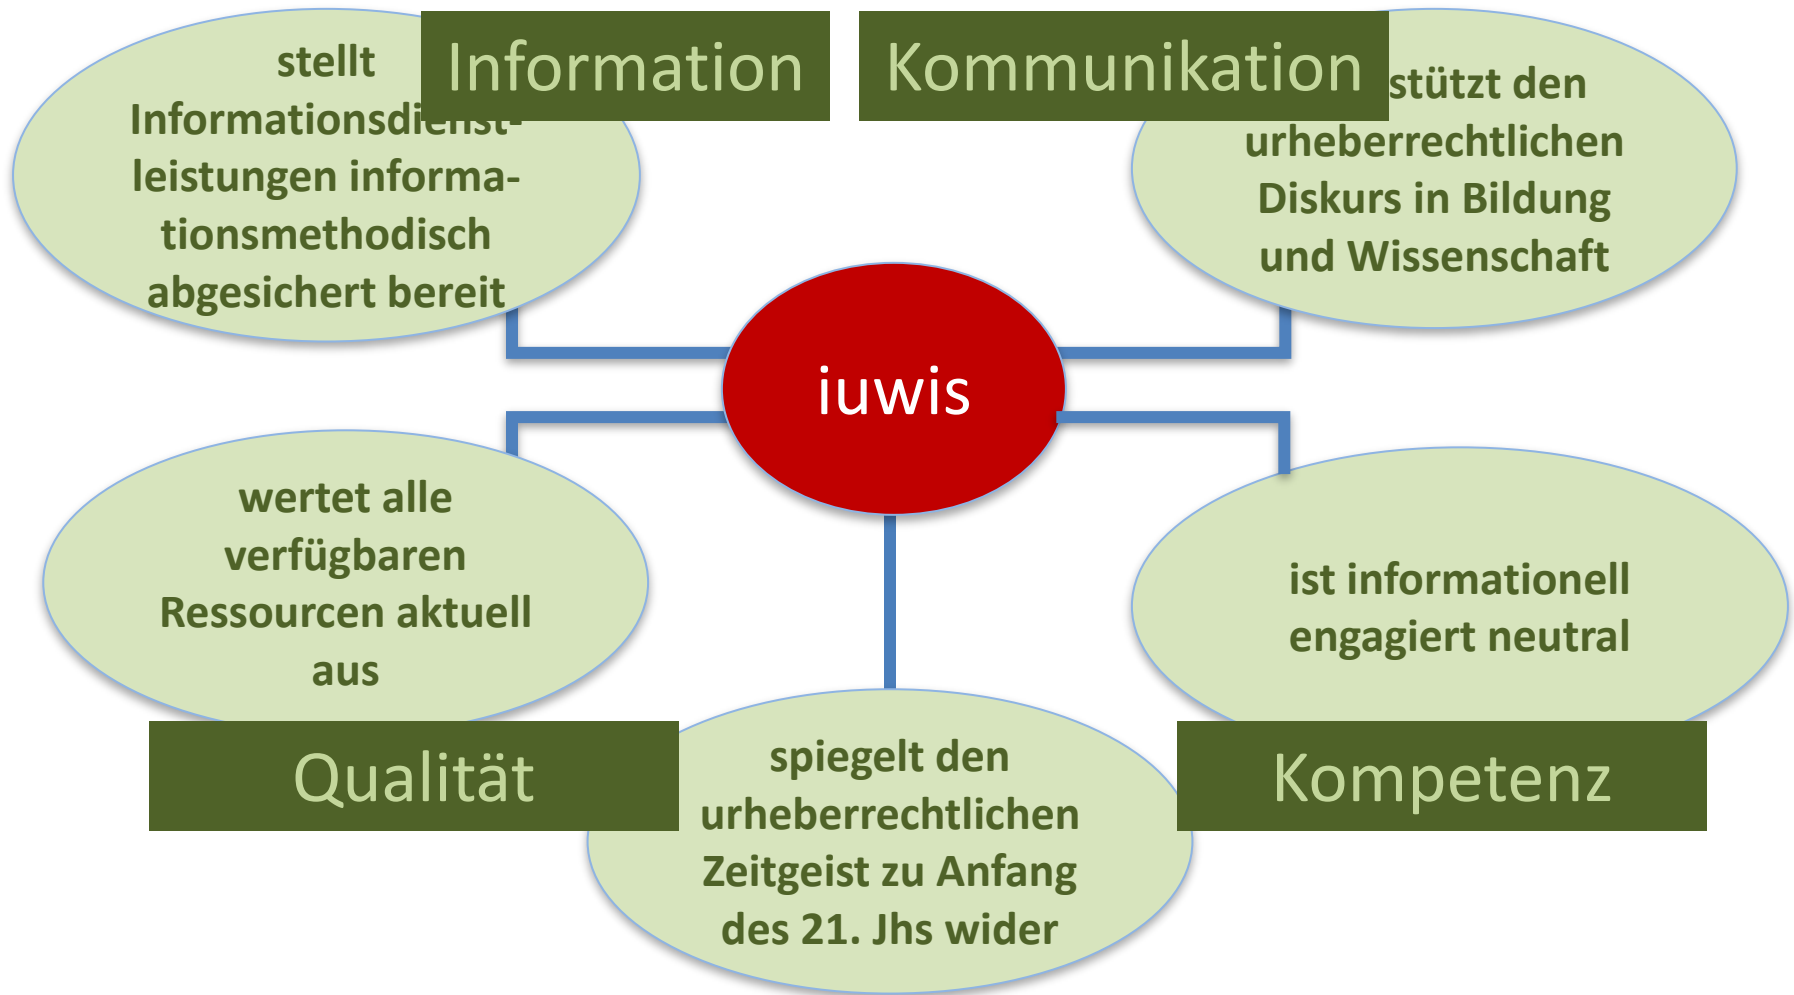 Information
Kommunikation
stellt
Informationsdienst-
leistungen informa-
tionsmethodisch
abgesichert bereit
stützt den
urheberrechtlichen
Diskurs in Bildung
und Wissenschaft
iuwis
wertet alle
verfügbaren
Ressourcen aktuell
aus
ist informationell
engagiert neutral
Qualität
Kompetenz
spiegelt den
urheberrechtlichen
Zeitgeist zu Anfang
des 21. Jhs wider